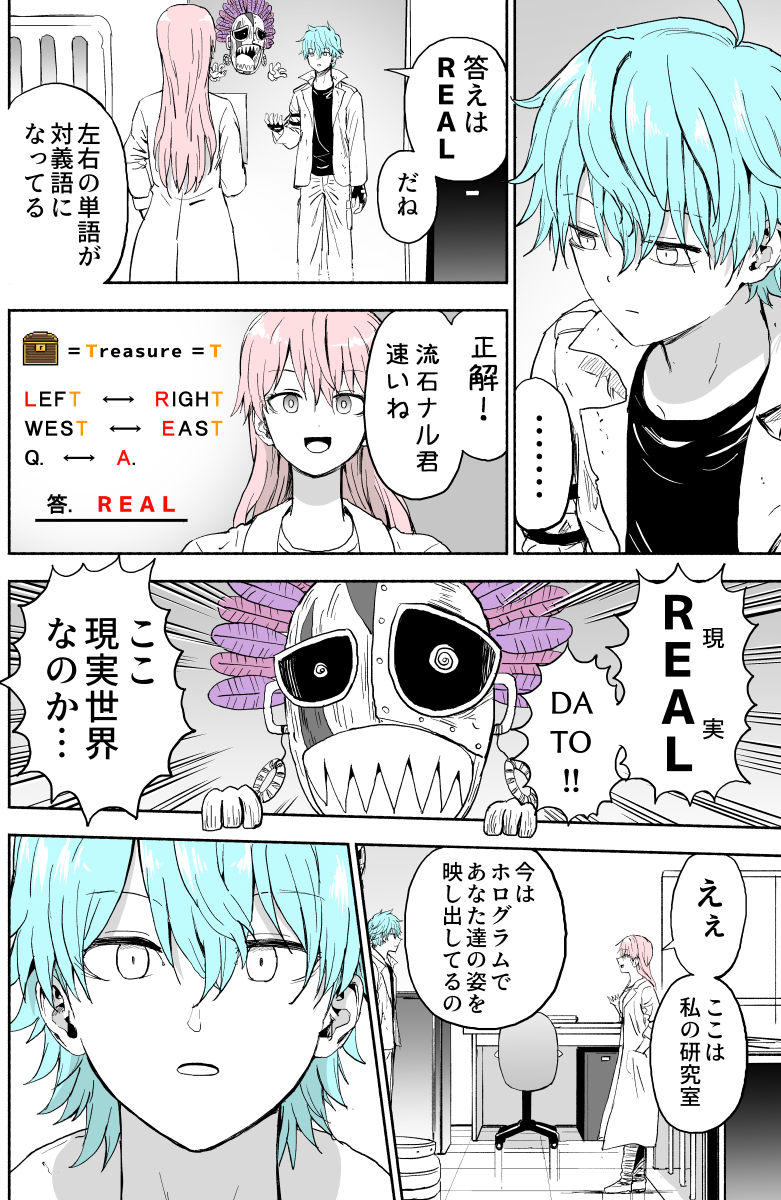 ………
答えは
REAL
だね
左右の単語が
対義語に
なってる
正解！
流石ナル君
速いね
= Treasure = T
LEFT ⟷ RIGHT
WEST ⟷ EAST
Q. ⟷ A.
答. REAL
現実
REAL
DA
TO!!
ここ
現実世界
なのか…
えぇ
ここは
私の研究室
今は
ホログラムで
あなた達の姿を
映し出してるの